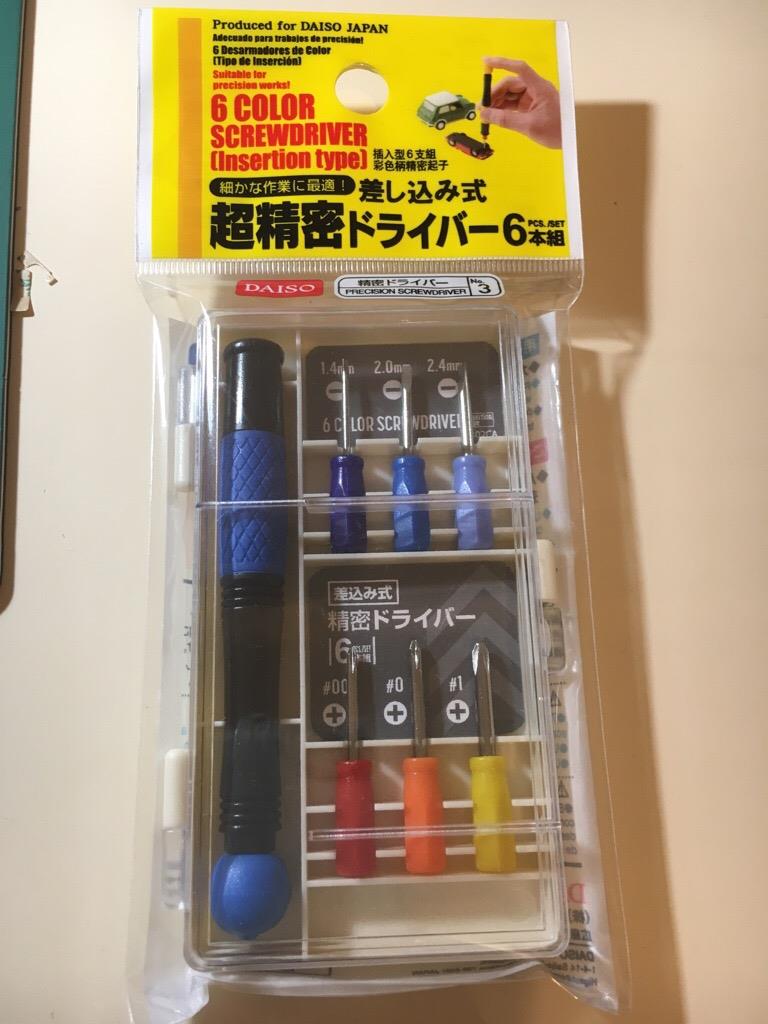 Produced for DAISO JAPAN
Adecuado para trabajos de precisión!
6 Desarmadores de Color
(Tipo de Inserción)
Suitable for
precision works!
6 COLOR
SCREWDRIVER
(Insertion type)
插入型6支組
彩色柄精密起子
細かな作業に最適！
差し込み式
超精密ドライバー6
PCS./SET
本組
DAISO
精密ドライバー
PRECISION SCREWDRIVER
No.
3
1.4mm 2.0mm 2.4mm
6 COLOR SCREWDRIVER
差込み式
精密ドライバー
6
#00 #0 #1
DAISO